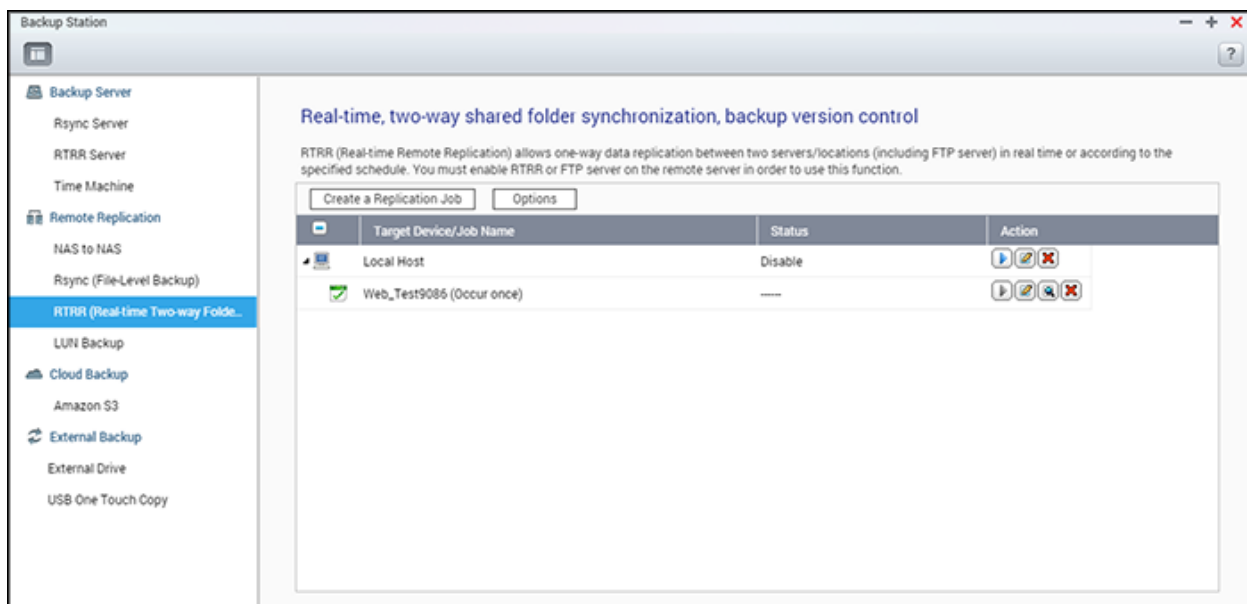 Backup Station
?
Backup Server
Rsync Server
RTRR Server
Time Machine
Remote Replication
NAS to NAS
Rsync (File-Level Backup)
RTRR (Real-time Two-way Folde...
LUN Backup
Cloud Backup
Amazon S3
External Backup
External Drive
USB One Touch Copy
Real-time, two-way shared folder synchronization, backup version control
RTRR (Real-time Remote Replication) allows one-way data replication between two servers/locations (including FTP server) in real time or according to the
specified schedule. You must enable RTRR or FTP server on the remote server in order to use this function.
Create a Replication Job Options
Target Device/Job Name Status Action
Local Host Disable
Web_Test9086 (Occur once) -----